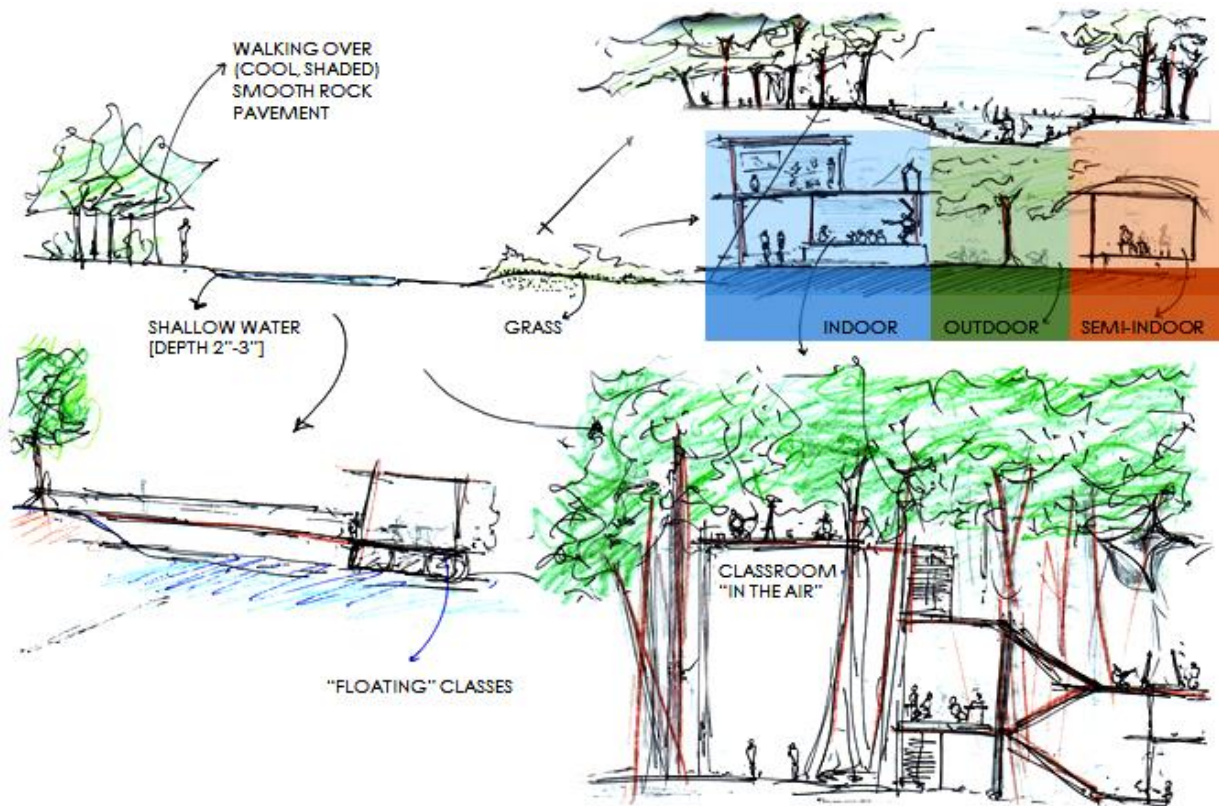 WALKING OVER
(COOL, SHADED)
SMOOTH ROCK
PAVEMENT
SHALLOW WATER
[DEPTH 2”-3”]
GRASS
INDOOR
OUTDOOR
SEMI-INDOOR
CLASSROOM
“IN THE AIR”
“FLOATING” CLASSES